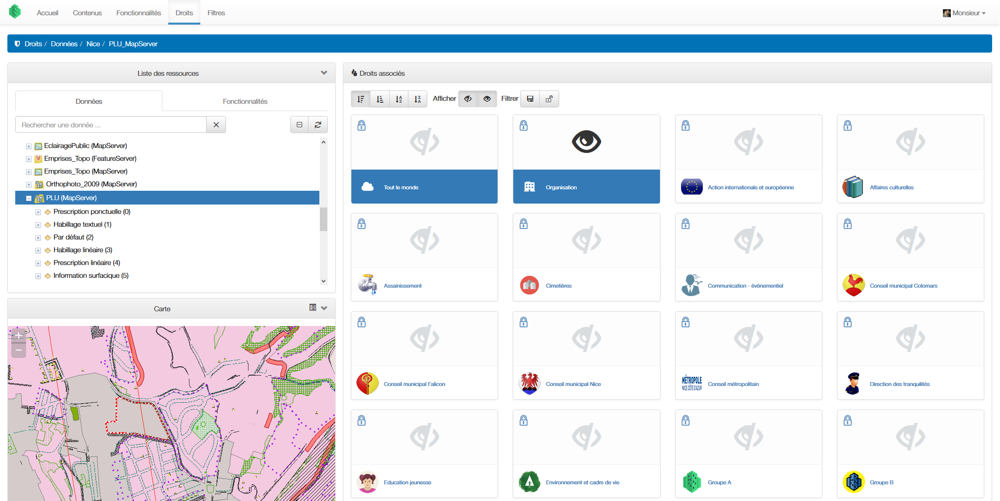 Accueil
Contenus
Fonctionnalités
Droits
Filtres
Monsieur
Droits / Données / Nice / PLU_MapServer
Liste des ressources
Données
Fonctionnalités
Rechercher une donnée ...
EclairagePublic (MapServer)
Emprises_Topo (FeatureServer)
Emprises_Topo (MapServer)
Orthophoto_2009 (MapServer)
PLU (MapServer)
Prescription ponctuelle (0)
Habillage textuel (1)
Par défaut (2)
Habillage linéaire (3)
Prescription linéaire (4)
Information surfacique (5)
Carte
Droits associés
Afficher
Filtrer
Tout le monde
Organisation
Action internationale et européenne
Affaires culturelles
Assainissement
Cimetières
Communication - évènementiel
Conseil municipal Colomars
Conseil municipal Falicon
Conseil municipal Nice
MÉTROPOLE
NICE CÔTE D'AZUR
Conseil métropolitain
Direction des tranquilités
Education jeunesse
Environnement et cadre de vie
Groupe A
Groupe B